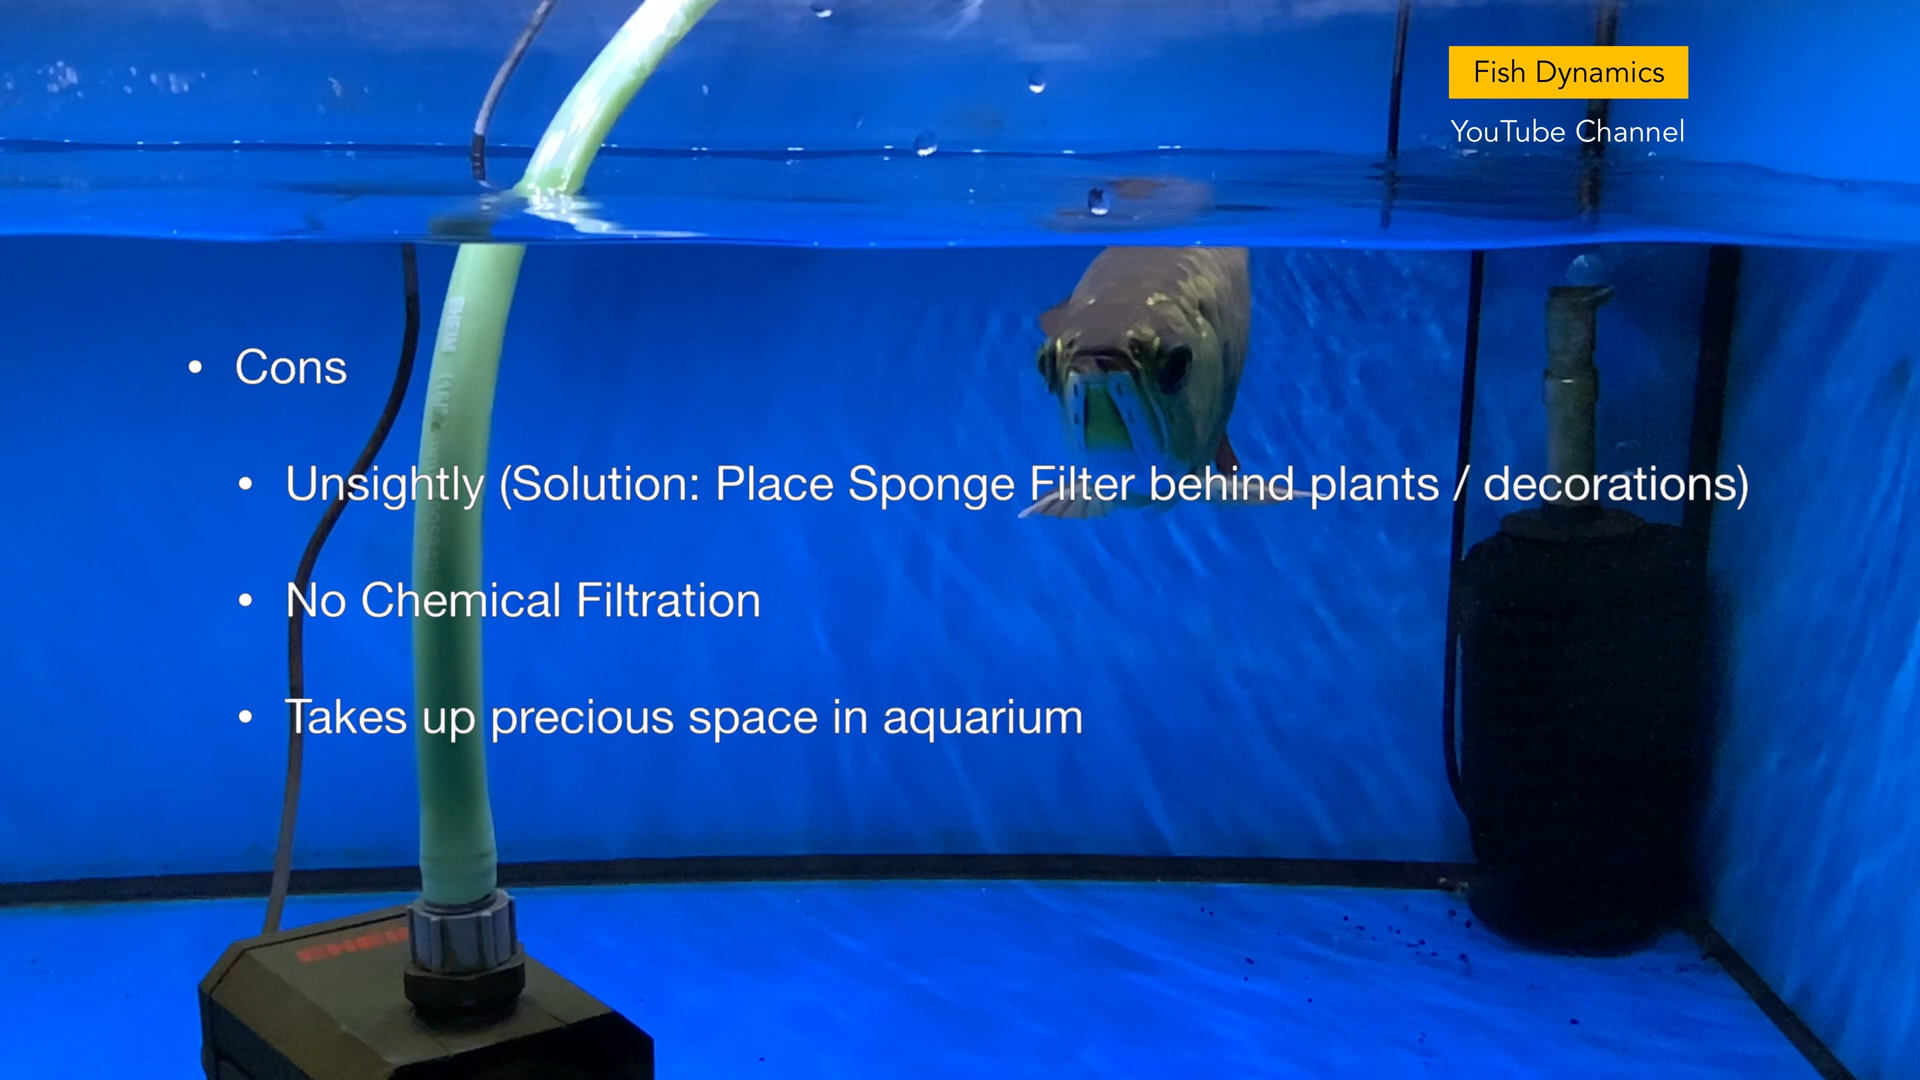 Fish Dynamics
YouTube Channel
• Cons
• Unsightly (Solution: Place Sponge Filter behind plants / decorations)
• No Chemical Filtration
• Takes up precious space in aquarium